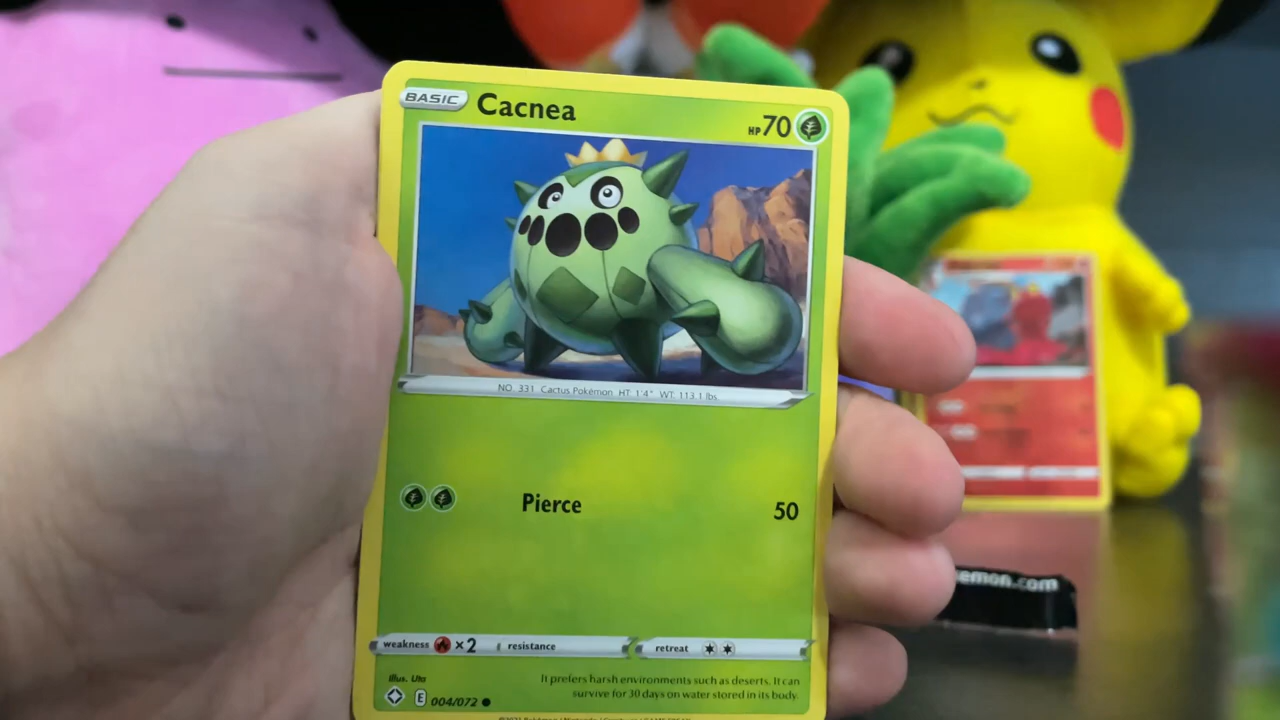 BASIC Cacnea HP 70
NO. 331 Cactus Pokémon HT: 1'4" WT: 113.1 lbs.
Pierce 50
weakness ×2 resistance retreat
Illus. Uta
It prefers harsh environments such as deserts. It can
survive for 30 days on water stored in its body.
E 004/072
emon.com